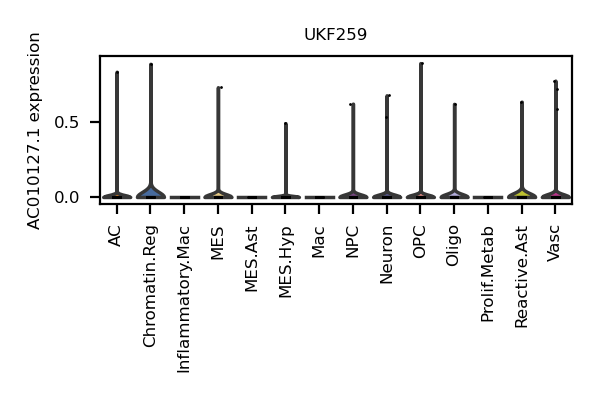 UKF259
AC010127.1 expression
0.5
0.0
AC
Chromatin.Reg
Inflammatory.Mac
MES
MES.Ast
MES.Hyp
Mac
NPC
Neuron
OPC
Oligo
Prolif.Metab
Reactive.Ast
Vasc